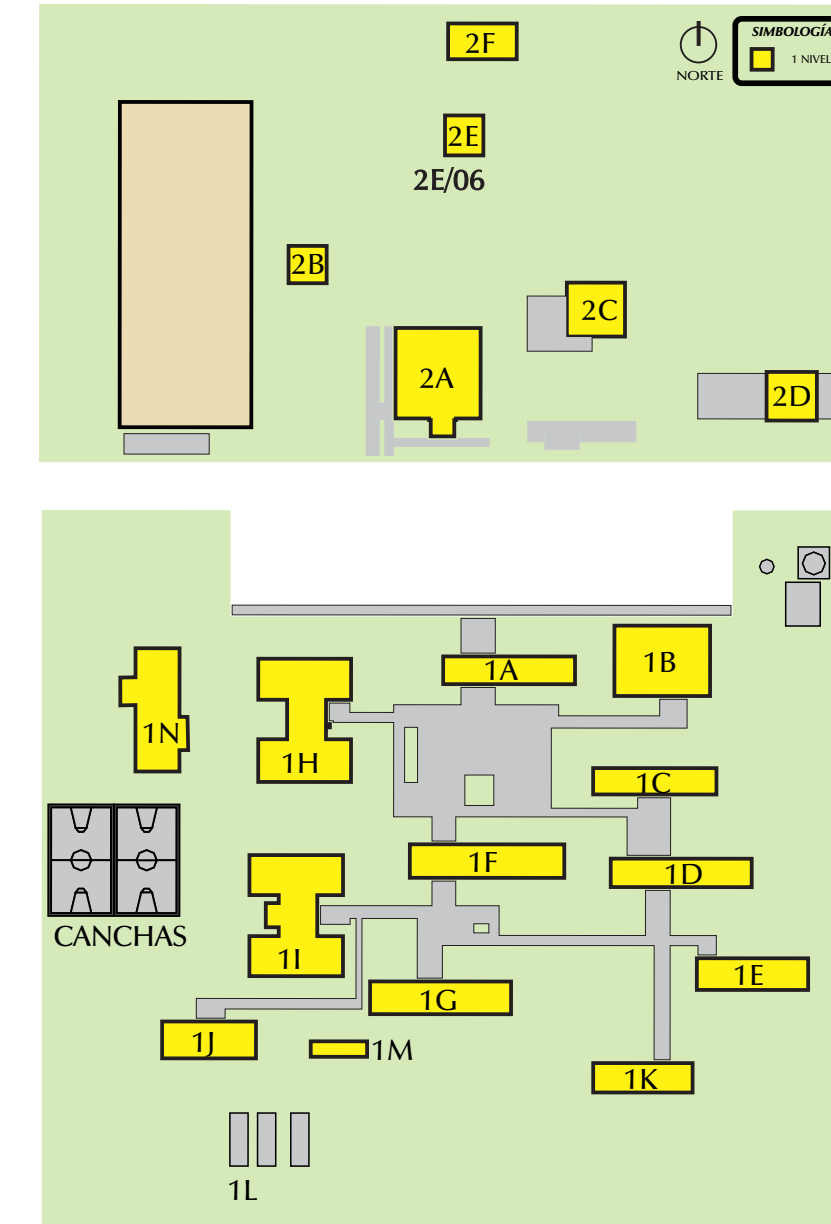 2F
SIMBOLOGÍA
1 NIVEL
NORTE
2E
2E/06
2B
2C
2A
2D
1A
1B
1N
1H
1C
1F
1D
CANCHAS
1I
1E
1G
1J
1M
1K
1L